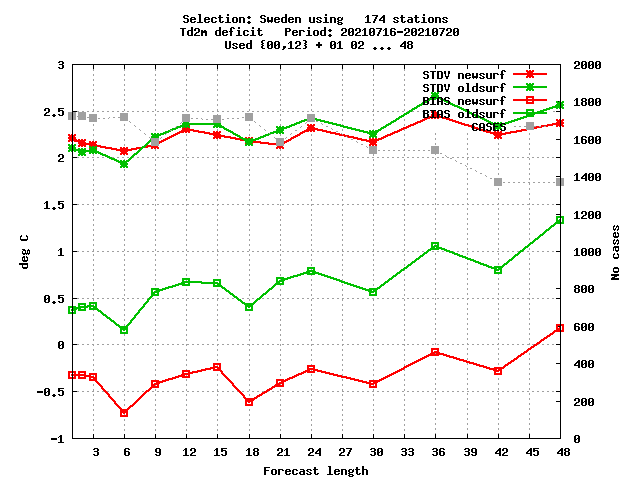 Selection: Sweden using   174 stations
Td2m deficit   Period: 20210716-20210720
Used {00,12} + 01 02 ... 48
STDV newsurf
STDV oldsurf
BIAS newsurf
BIAS oldsurf
CASES
3
2.5
2
1.5
1
0.5
0
-0.5
-1
deg C
2000
1800
1600
1400
1200
1000
800
600
400
200
0
No cases
3 6 9 12 15 18 21 24 27 30 33 36 39 42 45 48
Forecast length